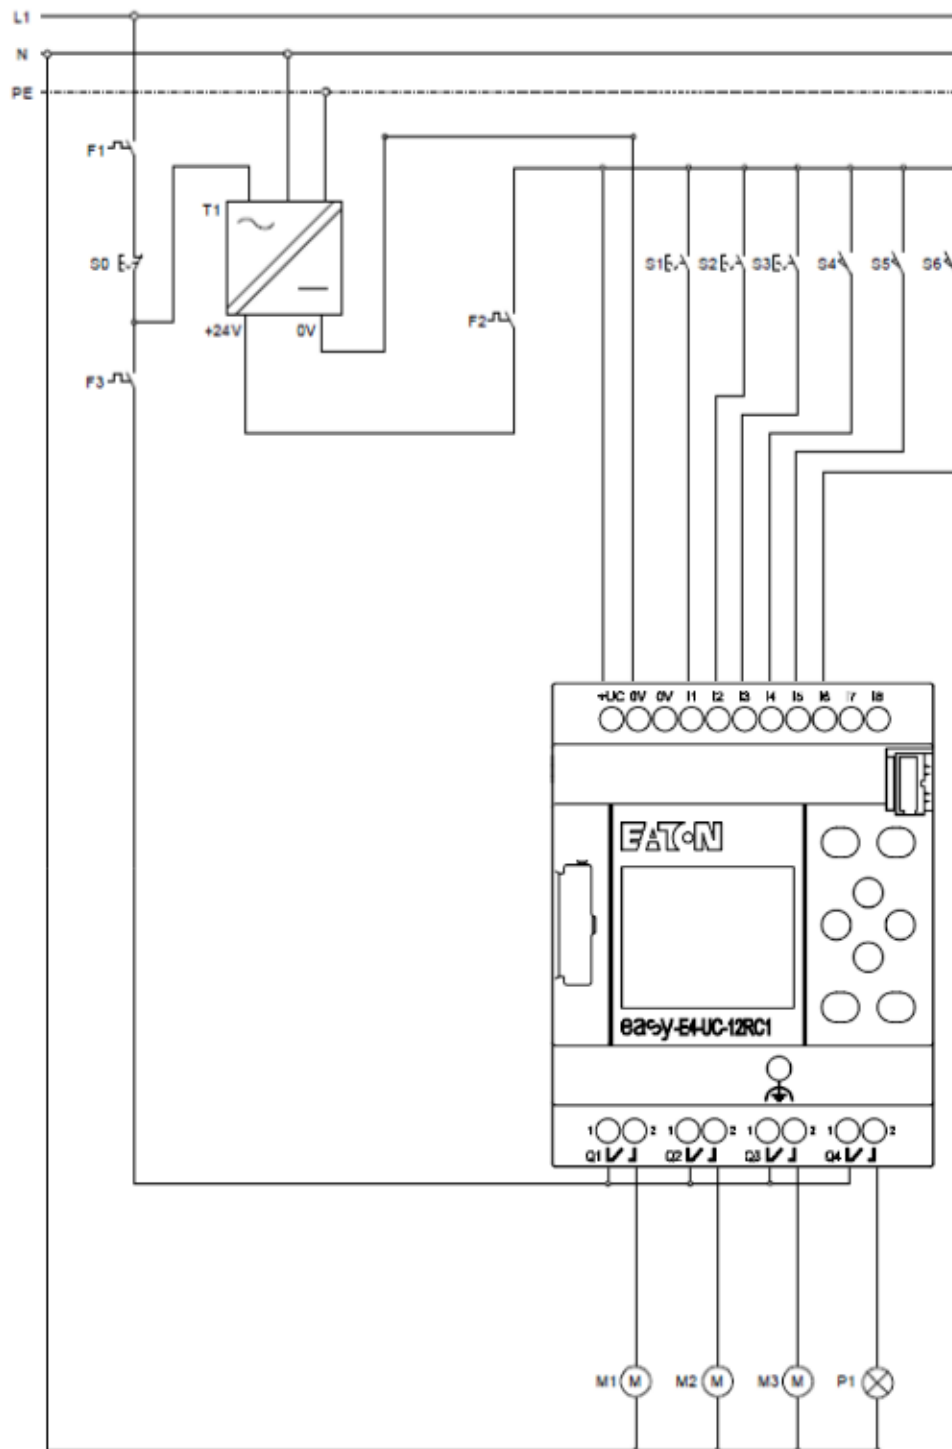 L1
N
PE
F1
T1
S0
S1 S2 S3 S4 S5 S6
+24V 0V
F2
F3
+UC 0V 0V I1 I2 I3 I4 I5 I6 I7 I8
EATON
easy-E4-UC-12RC1
1 2 1 2 1 2 1 2
Q1 Q2 Q3 Q4
M1 M M2 M M3 M P1